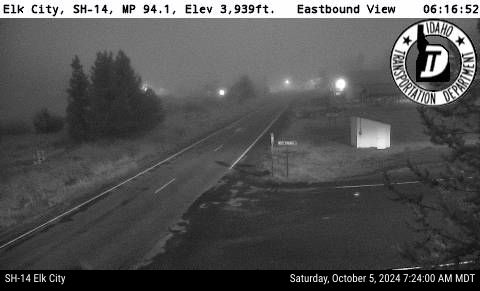 Elk City, SH-14, MP 94.1, Elev 3,939ft. Eastbound View 06:16:52
IDAHO
TRANSPORTATION DEPARTMENT
SH-14 Elk City Saturday, October 5, 2024 7:24:00 AM MDT